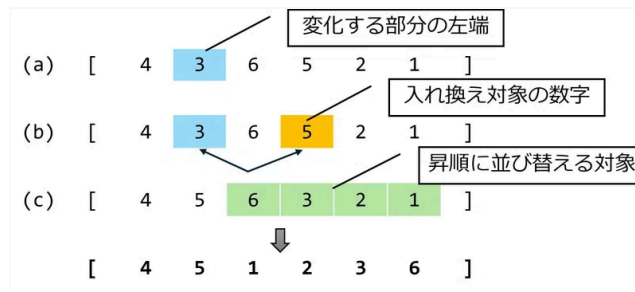 変化する部分の左端
(a) [ 4 3 6 5 2 1 ]
入れ換え対象の数字
(b) [ 4 3 6 5 2 1 ]
昇順に並び替える対象
(c) [ 4 5 6 3 2 1 ]
[ 4 5 1 2 3 6 ]